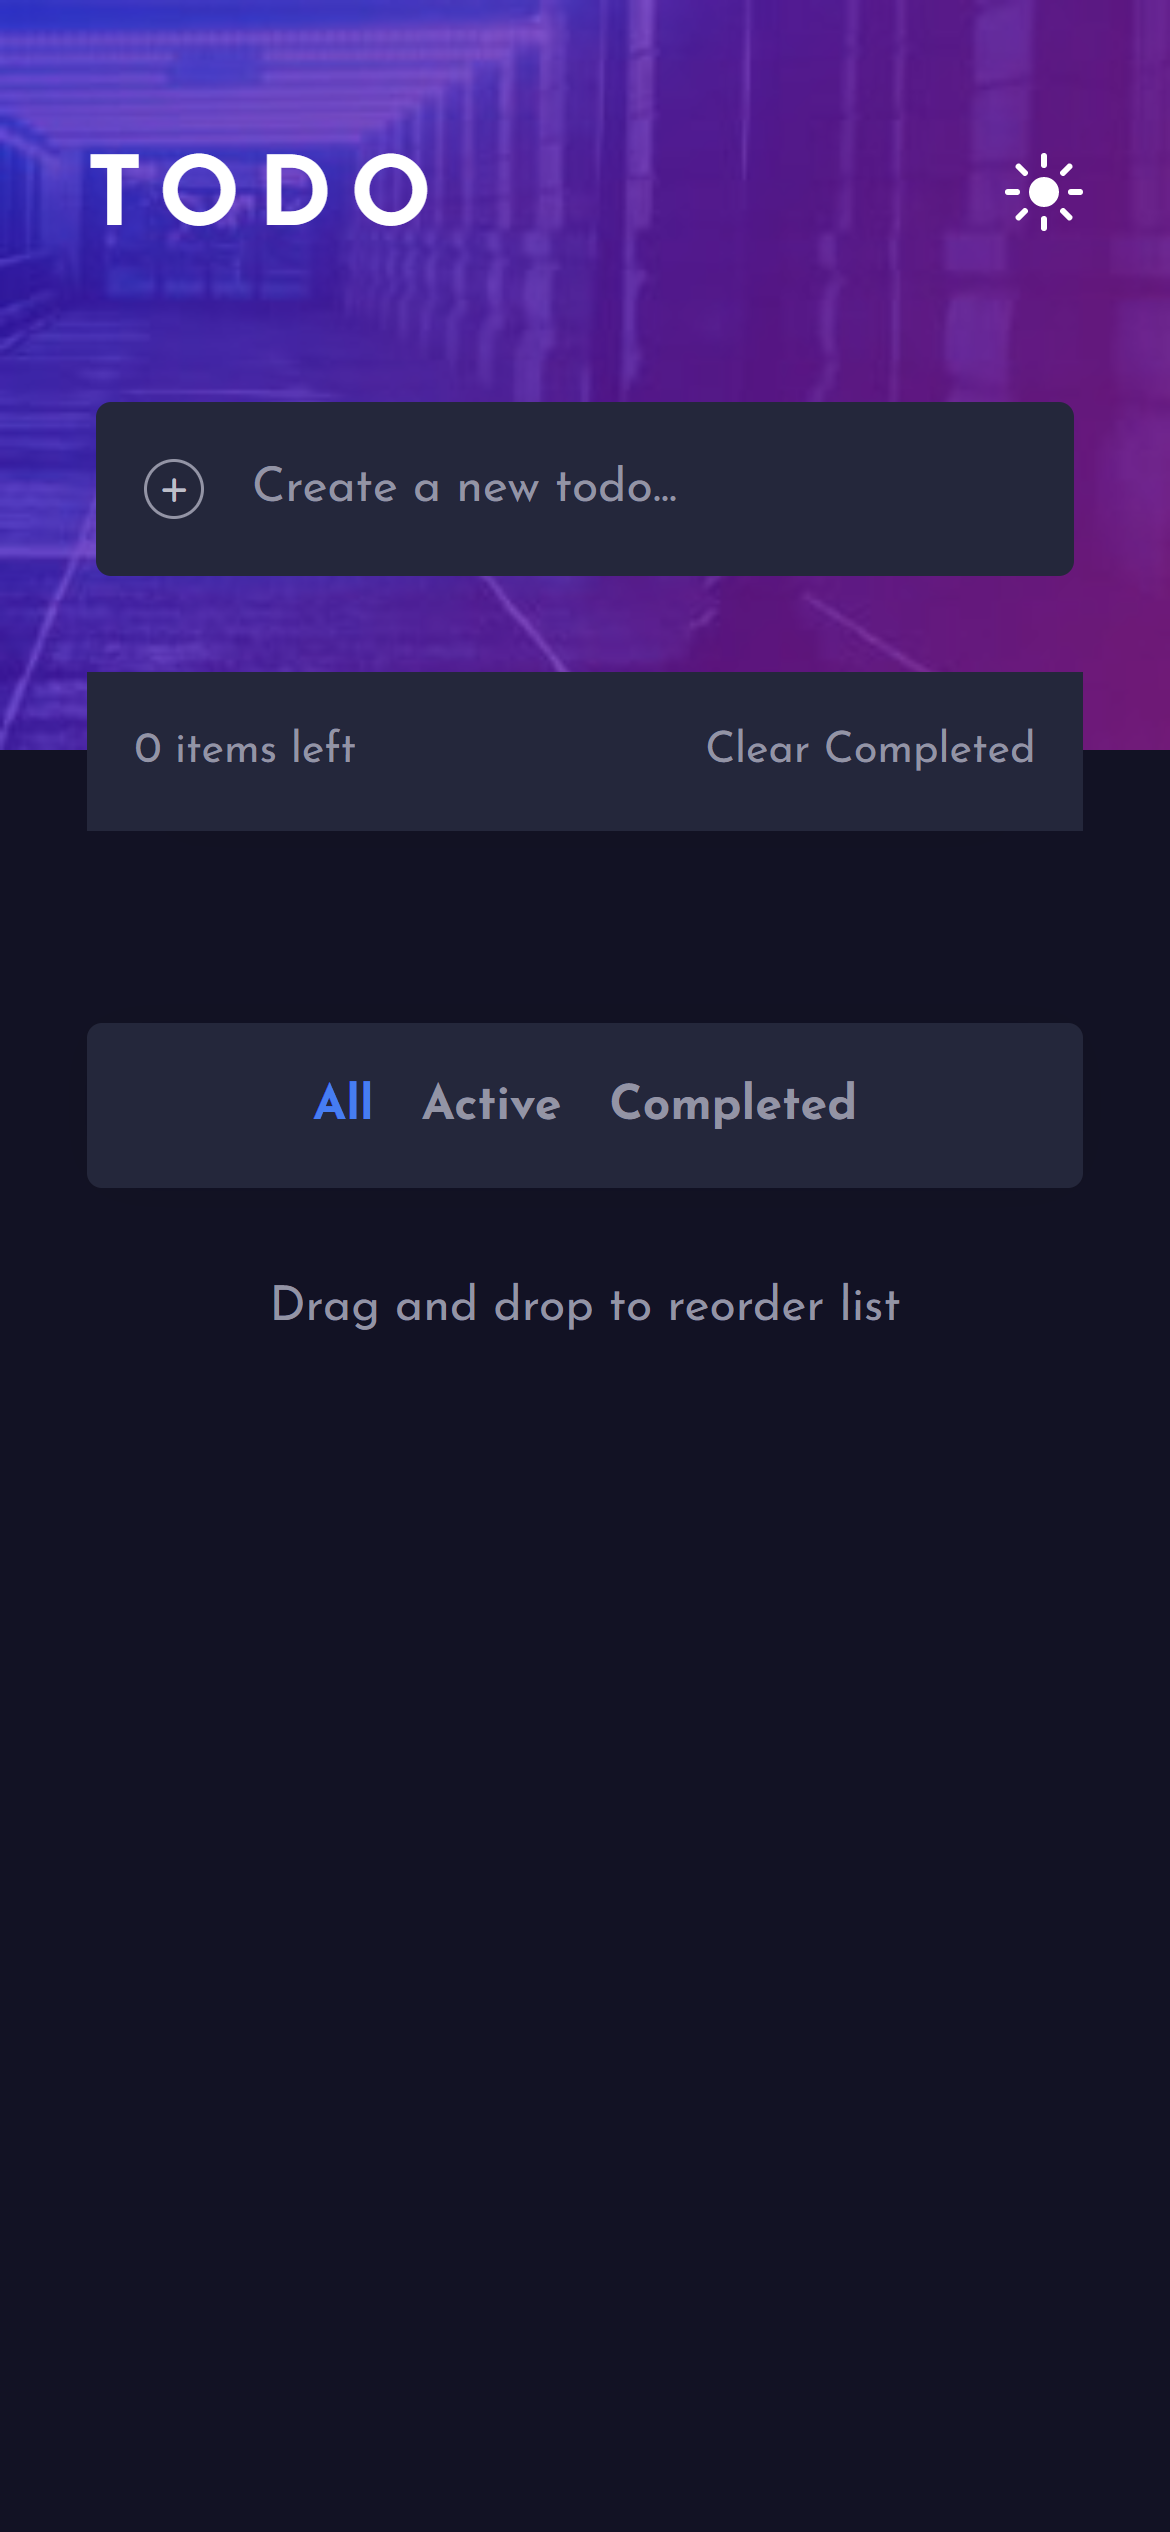 TODO
Create a new todo...
0 items left Clear Completed
All Active Completed
Drag and drop to reorder list